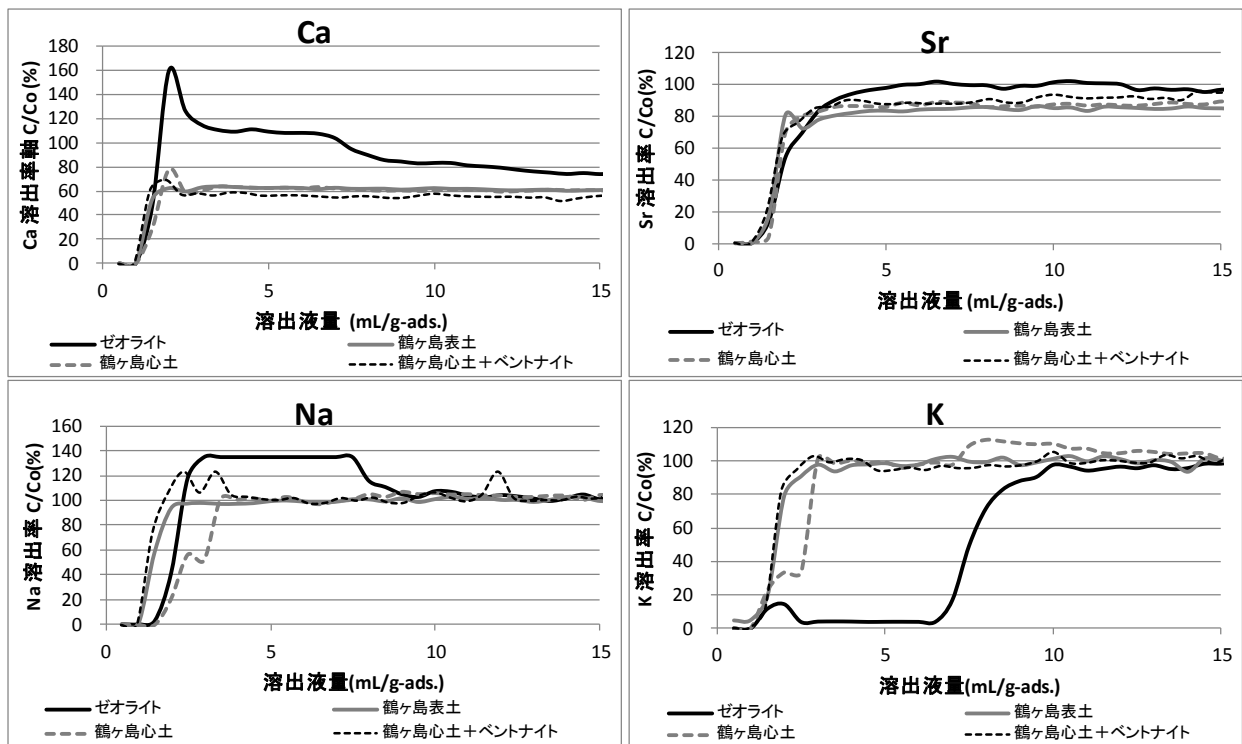 Ca
180
160
140
120
100
80
60
40
20
0
Ca 溶出率軸 C/Co(%)
0 5 10 15
溶出液量 (mL/g-ads.)
ゼオライト 鶴ヶ島表土
鶴ヶ島心土 鶴ヶ島心土＋ベントナイト
Sr
120
100
80
60
40
20
0
Sr 溶出率 C/Co(%)
0 5 10 15
溶出液量 (mL/g-ads.)
ゼオライト 鶴ヶ島表土
鶴ヶ島心土 鶴ヶ島心土＋ベントナイト
Na
160
140
120
100
80
60
40
20
0
Na 溶出率 C/Co(%)
0 5 10 15
溶出液量(mL/g-ads.)
ゼオライト 鶴ヶ島表土
鶴ヶ島心土 鶴ヶ島心土＋ベントナイト
K
120
100
80
60
40
20
0
K 溶出率 C/Co(%)
0 5 10 15
溶出液量(mL/g-ads.)
ゼオライト 鶴ヶ島表土
鶴ヶ島心土 鶴ヶ島心土＋ベントナイト